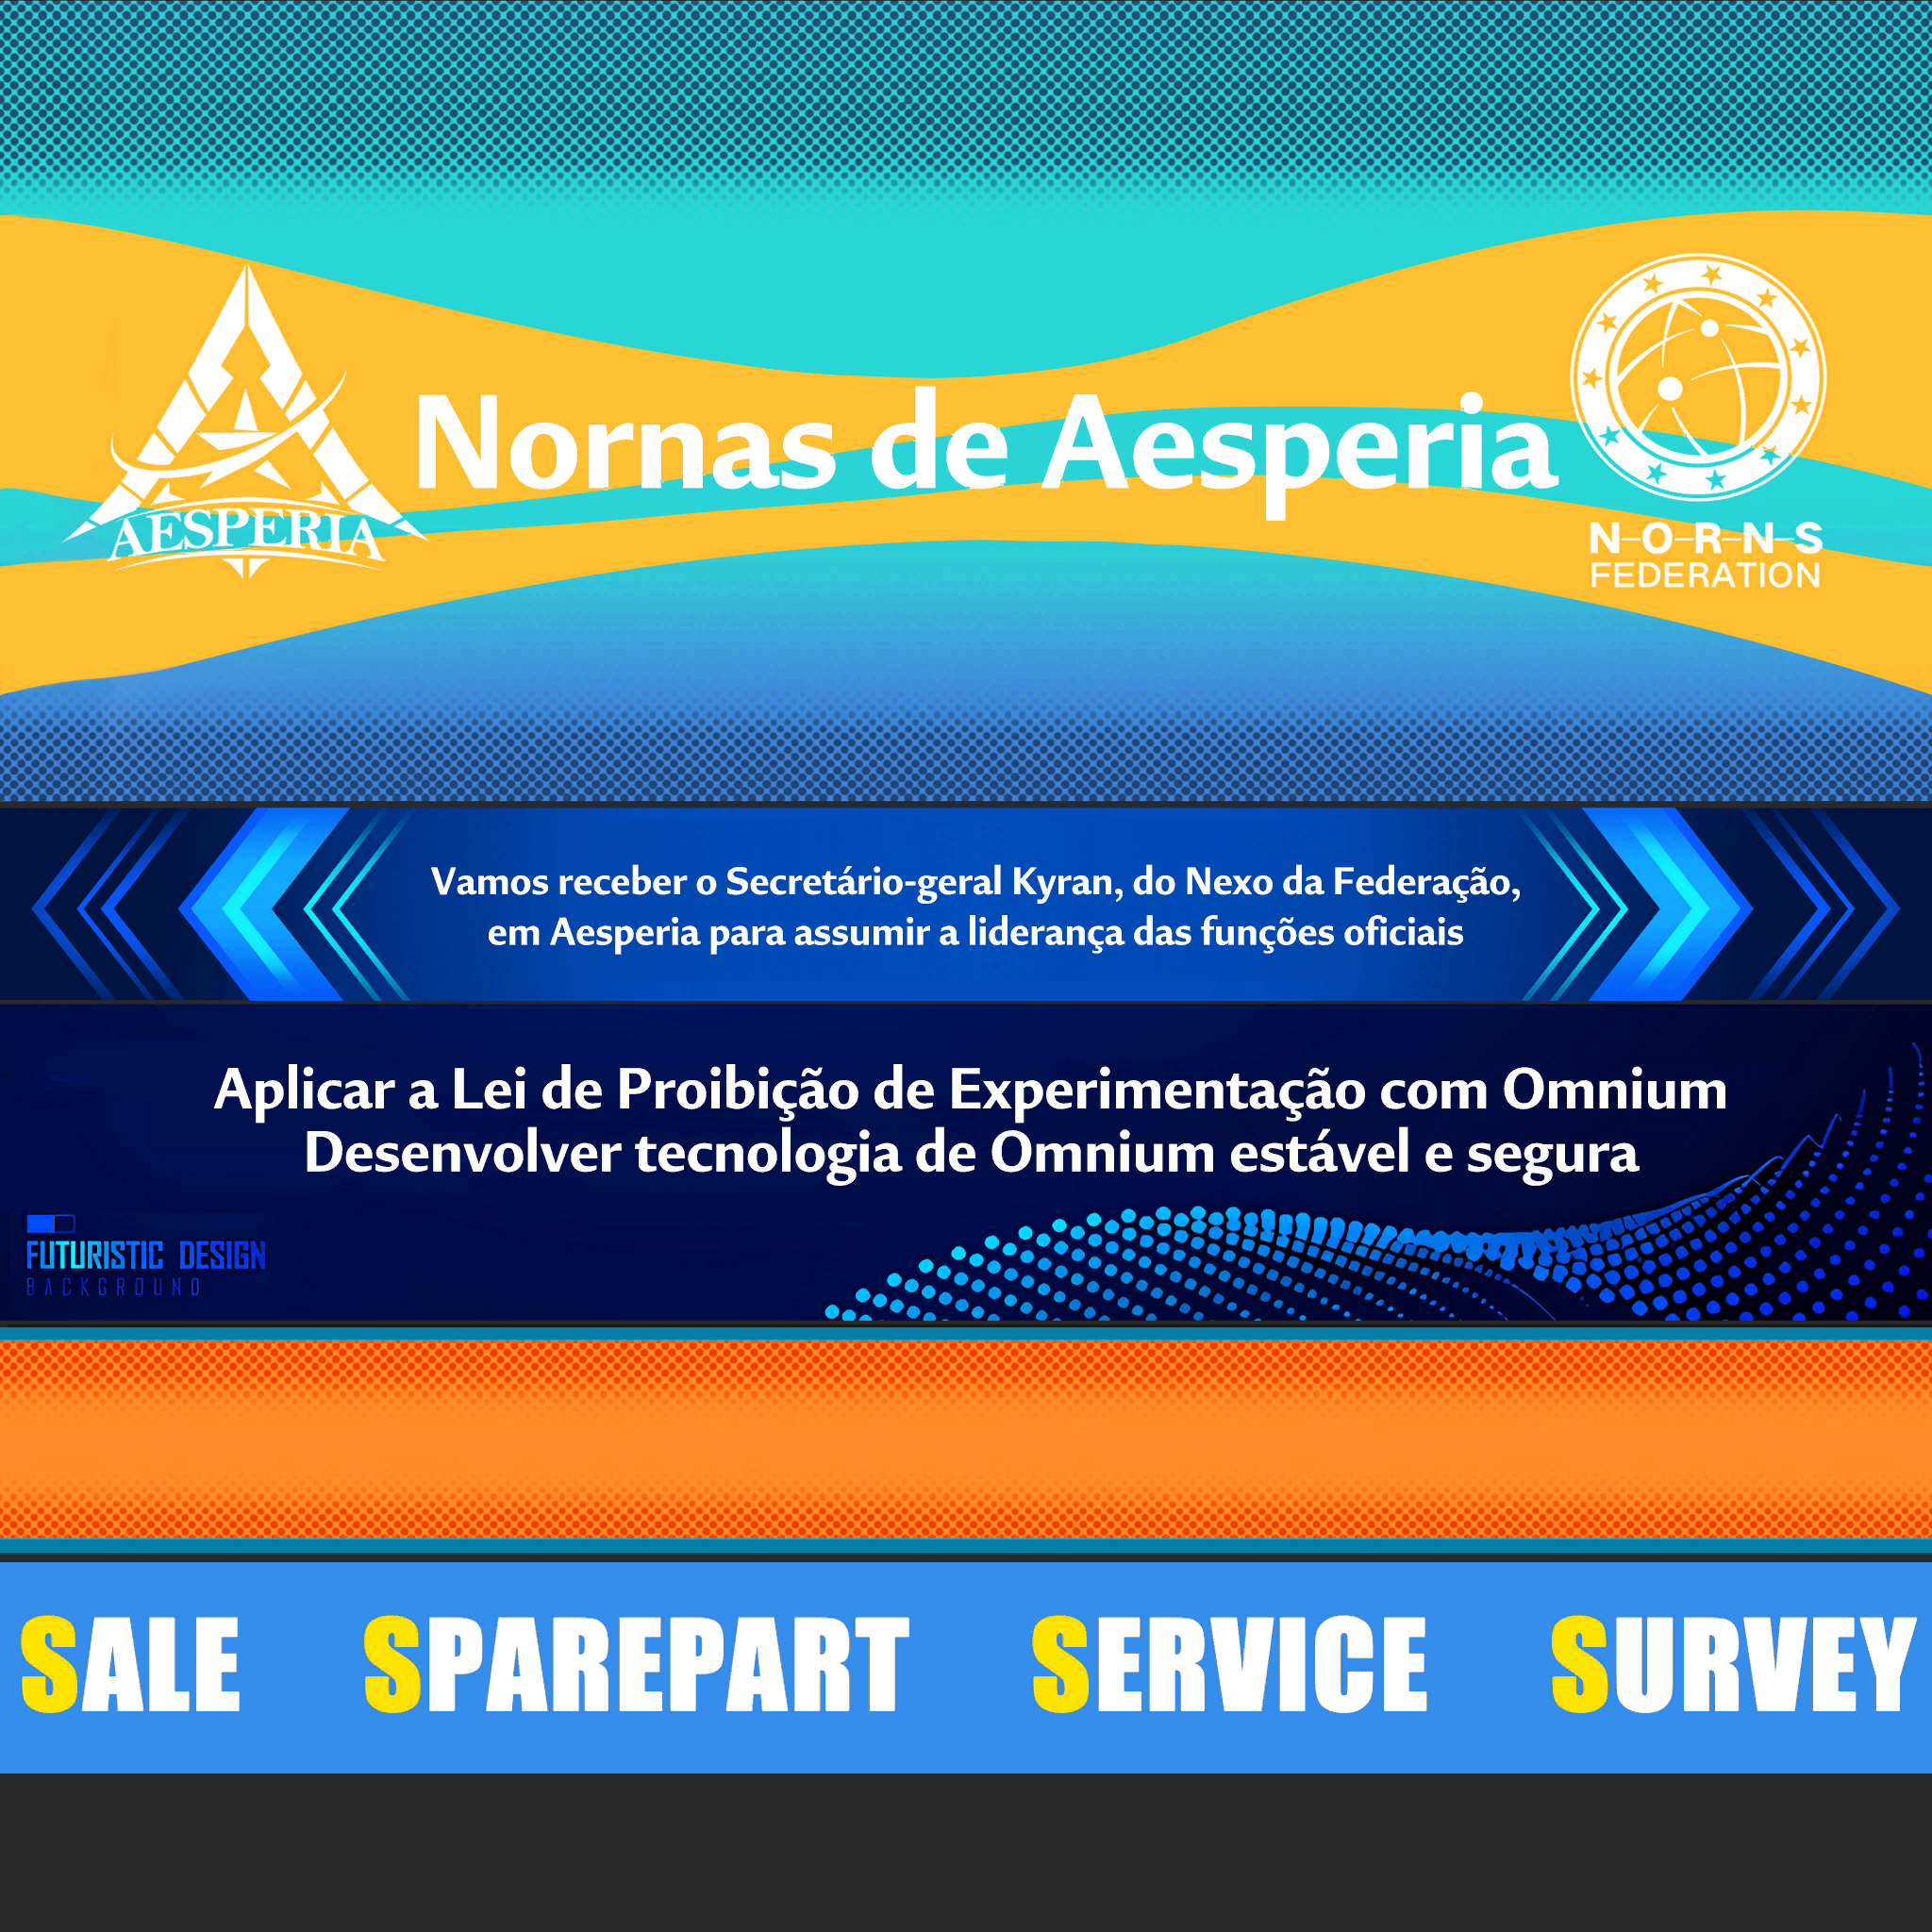 Nornas de Aesperia
AESPERIA
N-O-R-N-S
FEDERATION
Vamos receber o Secretário-geral Kyran, do Nexo da Federação,
em Aesperia para assumir a liderança das funções oficiais
Aplicar a Lei de Proibição de Experimentação com Omnium
Desenvolver tecnologia de Omnium estável e segura
FUTURISTIC DESIGN
BACKGROUND
SALE SPAREPART SERVICE SURVEY